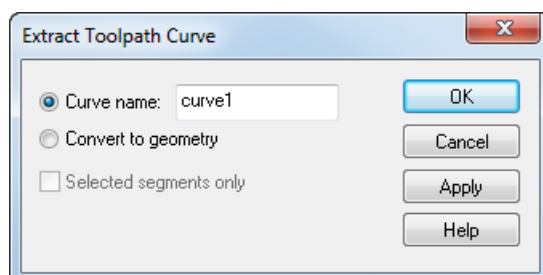 Extract Toolpath Curve
Curve name: curve1
Convert to geometry
Selected segments only
OK
Cancel
Apply
Help